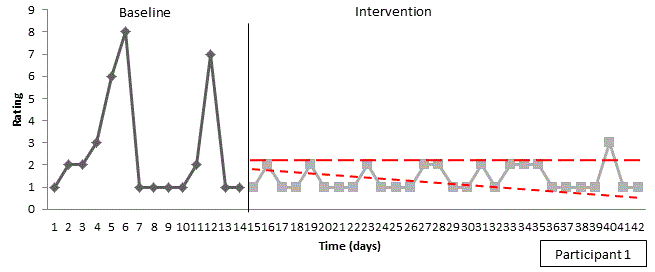 Baseline Intervention
9
8
7
6
5
4
3
2
1
0
Rating
1 2 3 4 5 6 7 8 9 10 11 12 13 14 15 16 17 18 19 20 21 22 23 24 25 26 27 28 29 30 31 32 33 34 35 36 37 38 39 40 41 42
Time (days)
Participant 1